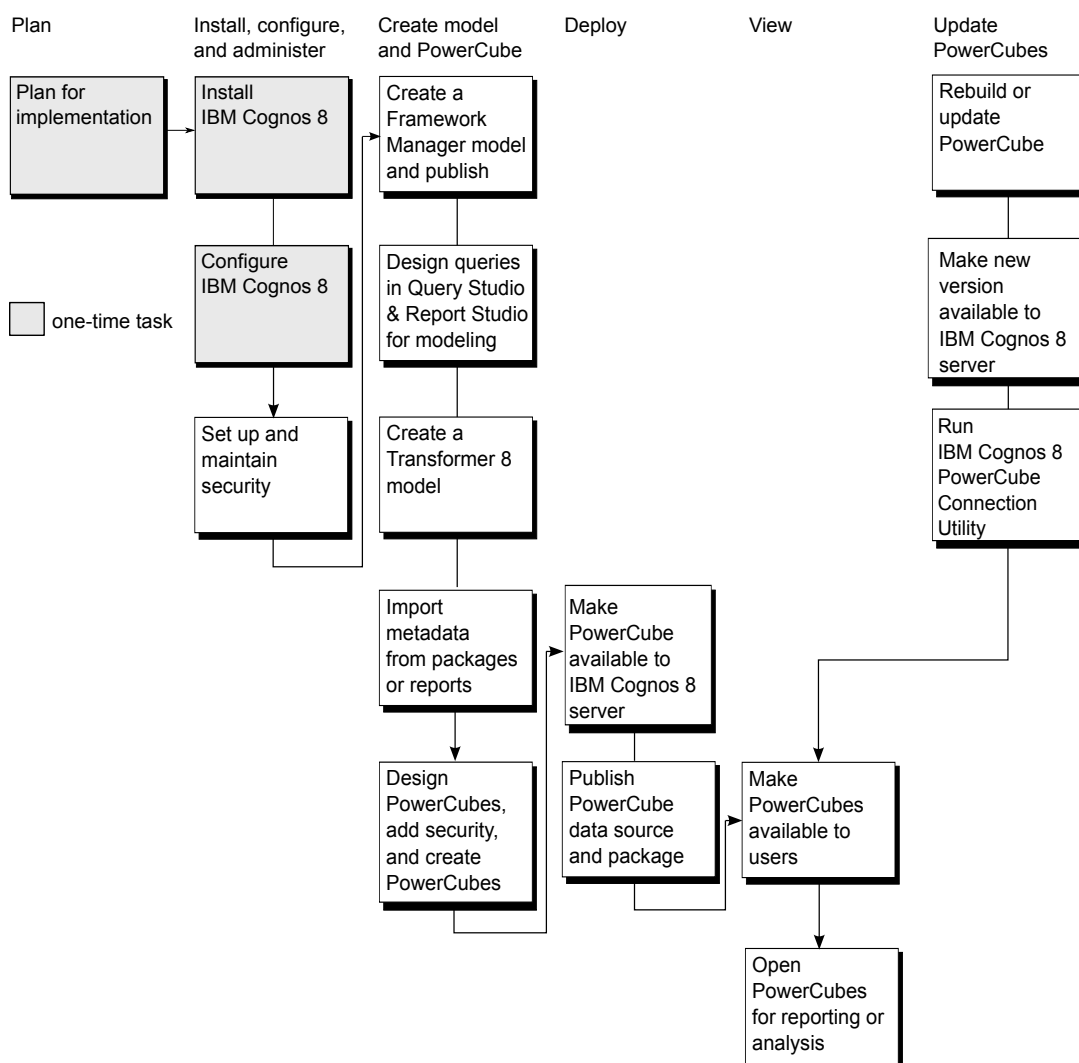 Plan
Install, configure,
and administer
Create model
and PowerCube
Deploy
View
Update
PowerCubes
Plan for
implementation
Install
IBM Cognos 8
Create a
Framework
Manager model
and publish
Rebuild or
update
PowerCube
Configure
IBM Cognos 8
Design queries
in Query Studio
& Report Studio
for modeling
Make new
version
available to
IBM Cognos 8
server
one-time task
Set up and
maintain
security
Create a
Transformer 8
model
Run
IBM Cognos 8
PowerCube
Connection
Utility
Import
metadata
from packages
or reports
Make
PowerCube
available to
IBM Cognos 8
server
Design
PowerCubes,
add security,
and create
PowerCubes
Publish
PowerCube
data source
and package
Make
PowerCubes
available to
users
Open
PowerCubes
for reporting or
analysis